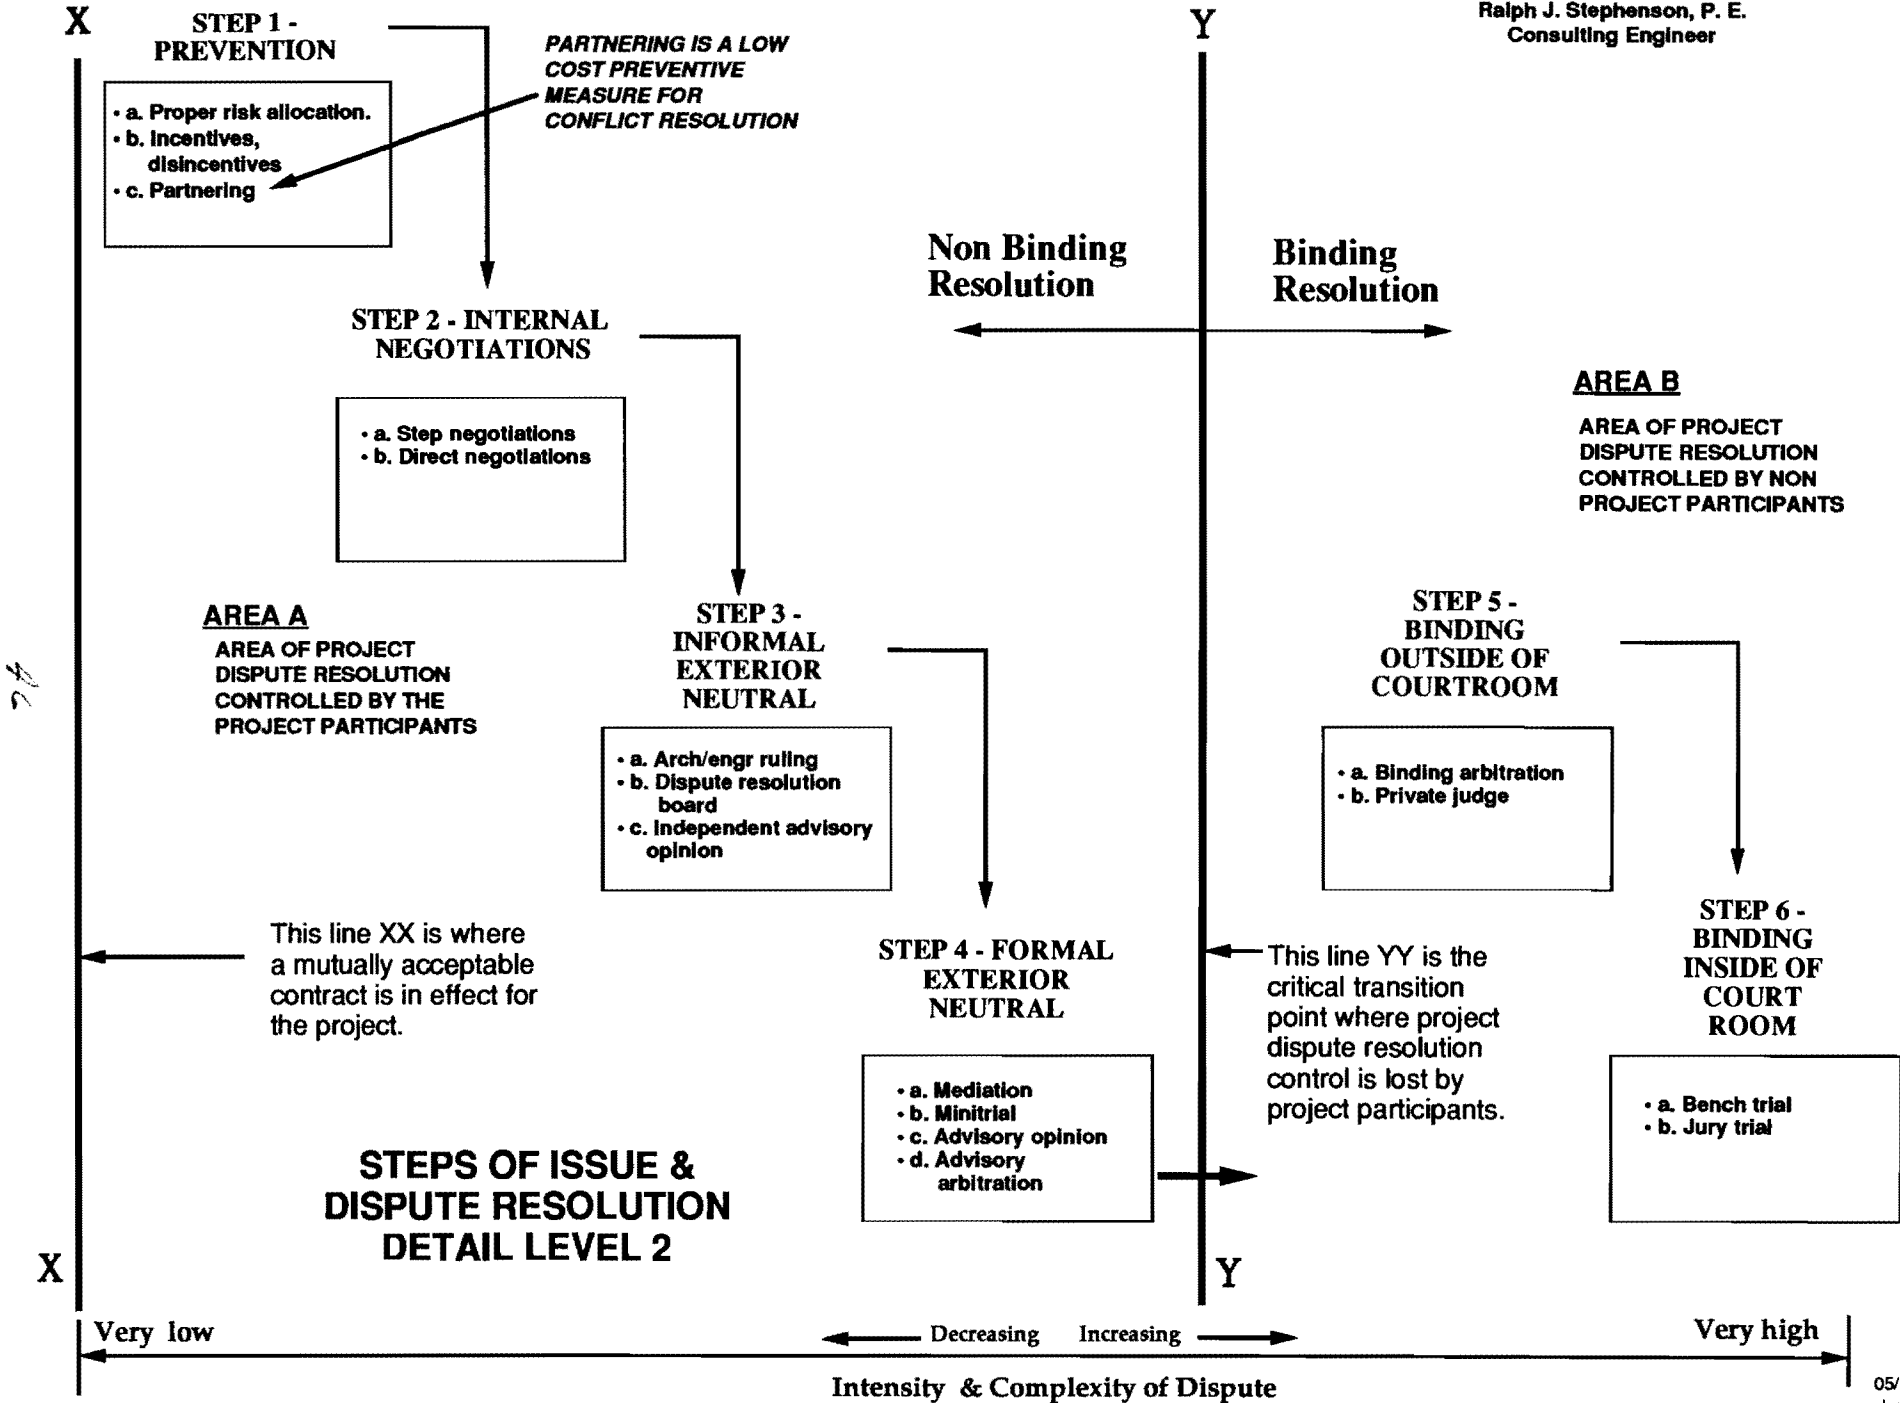 X
STEP 1 -
PREVENTION
• a. Proper risk allocation.
• b. Incentives,
disincentives
• c. Partnering
PARTNERING IS A LOW
COST PREVENTIVE
MEASURE FOR
CONFLICT RESOLUTION
Y
Ralph J. Stephenson, P. E.
Consulting Engineer
Non Binding
Resolution
Binding
Resolution
STEP 2 - INTERNAL
NEGOTIATIONS
• a. Step negotiations
• b. Direct negotiations
AREA B
AREA OF PROJECT
DISPUTE RESOLUTION
CONTROLLED BY NON
PROJECT PARTICIPANTS
AREA A
AREA OF PROJECT
DISPUTE RESOLUTION
CONTROLLED BY THE
PROJECT PARTICIPANTS
STEP 3 -
INFORMAL
EXTERIOR
NEUTRAL
• a. Arch/engr ruling
• b. Dispute resolution
board
• c. Independent advisory
opinion
STEP 5 -
BINDING
OUTSIDE OF
COURTROOM
• a. Binding arbitration
• b. Private judge
This line XX is where
a mutually acceptable
contract is in effect for
the project.
STEP 4 - FORMAL
EXTERIOR
NEUTRAL
• a. Mediation
• b. Minitrial
• c. Advisory opinion
• d. Advisory
arbitration
This line YY is the
critical transition
point where project
dispute resolution
control is lost by
project participants.
STEP 6 -
BINDING
INSIDE OF
COURT
ROOM
• a. Bench trial
• b. Jury trial
STEPS OF ISSUE &
DISPUTE RESOLUTION
DETAIL LEVEL 2
X
Y
Very low
Decreasing Increasing
Very high
Intensity & Complexity of Dispute
05/